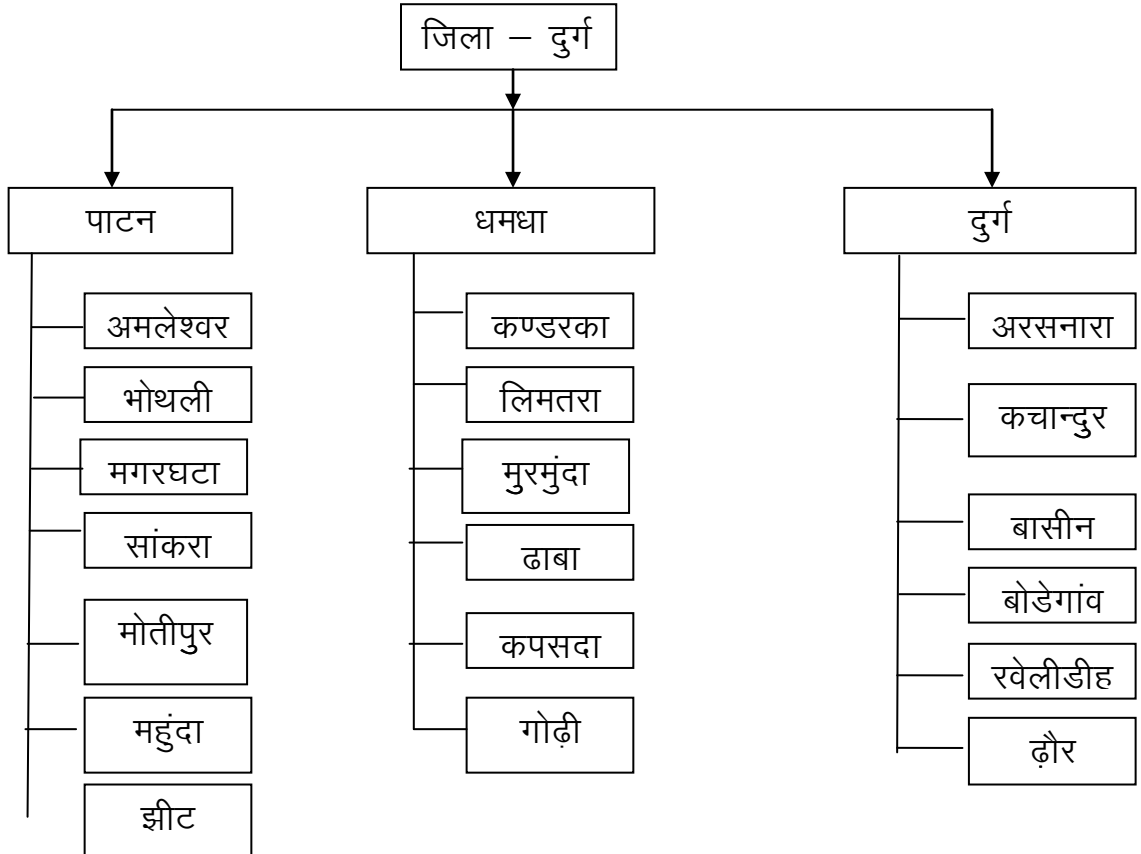 जिला – दुर्ग
पाटन
धमधा
दुर्ग
अमलेश्वर
भोथली
मगरघटा
सांकरा
मोतीपुर
महुंदा
झीट
कण्डरका
लिमतरा
मुरमुंदा
ढाबा
कपसदा
गोढ़ी
अरसनारा
कचान्दुर
बासीन
बोडेगांव
रवेलीडीह
ढ़ौर